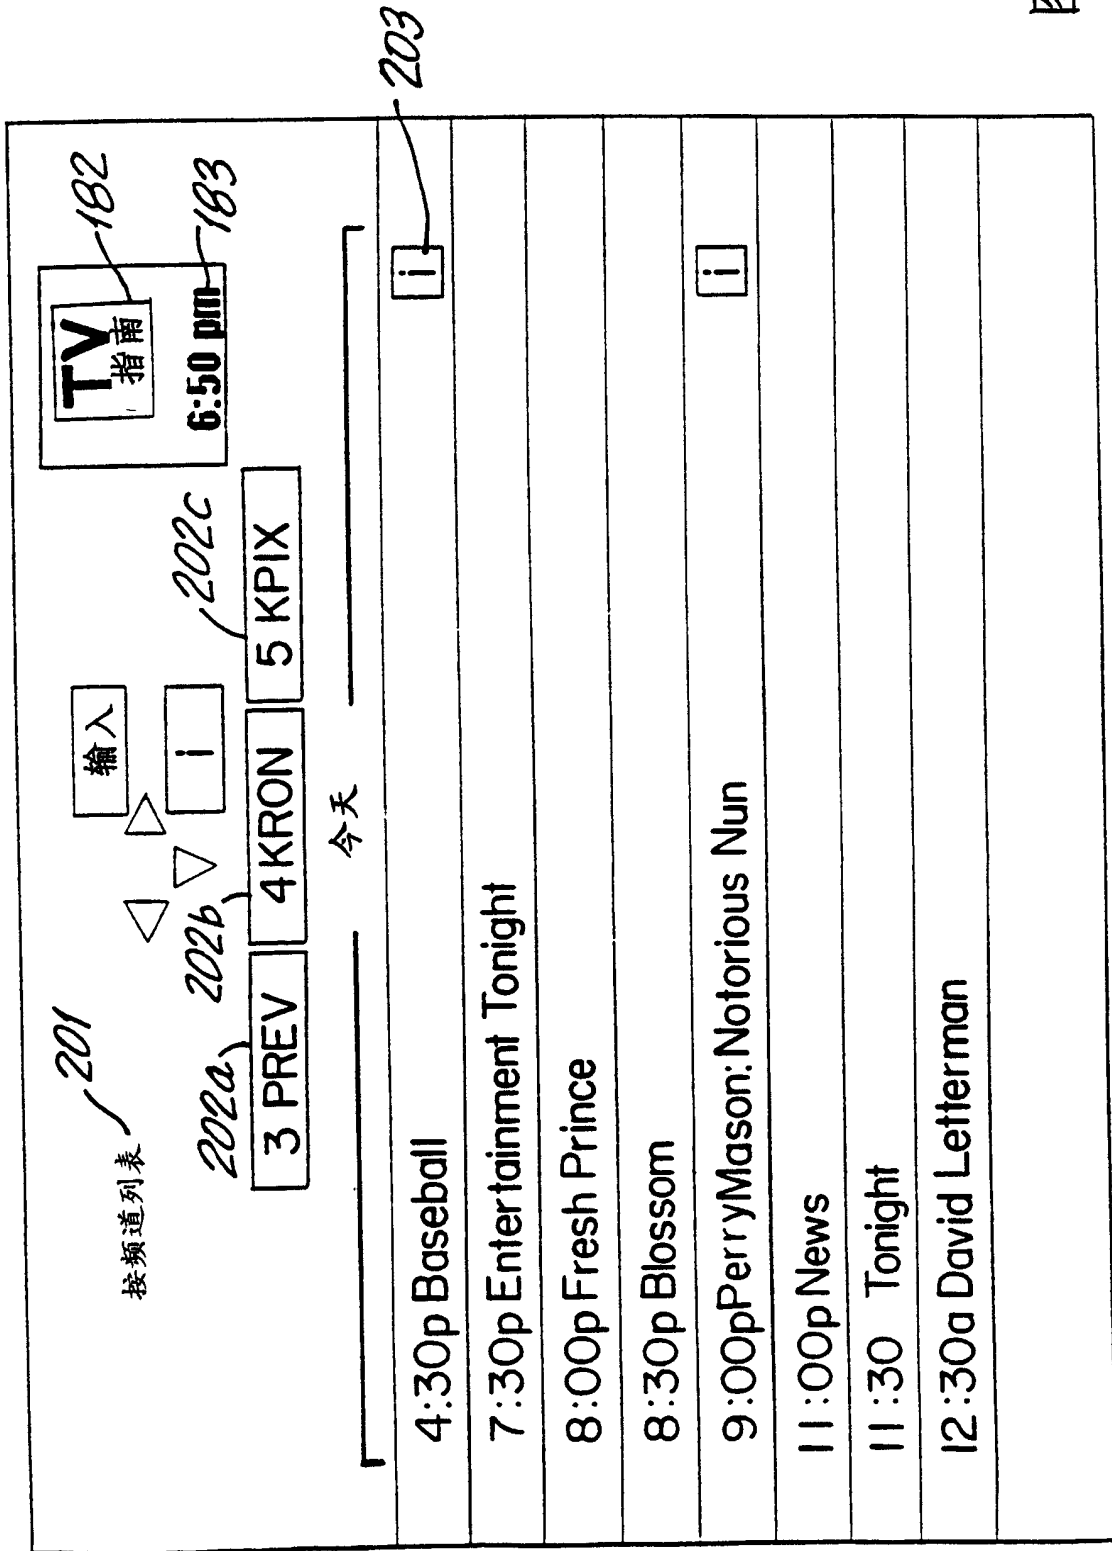 按频道列表
201
输入
i
TV
指南
182
6:50 pm
183
202a
202b
202c
3 PREV
4 KRON
5 KPIX
今天
4:30p Baseball
i
203
7:30p Entertainment Tonight
8:00p Fresh Prince
8:30p Blossom
9:00p Perry Mason: Notorious Nun
i
11:00p News
11:30 Tonight
12:30a David Letterman